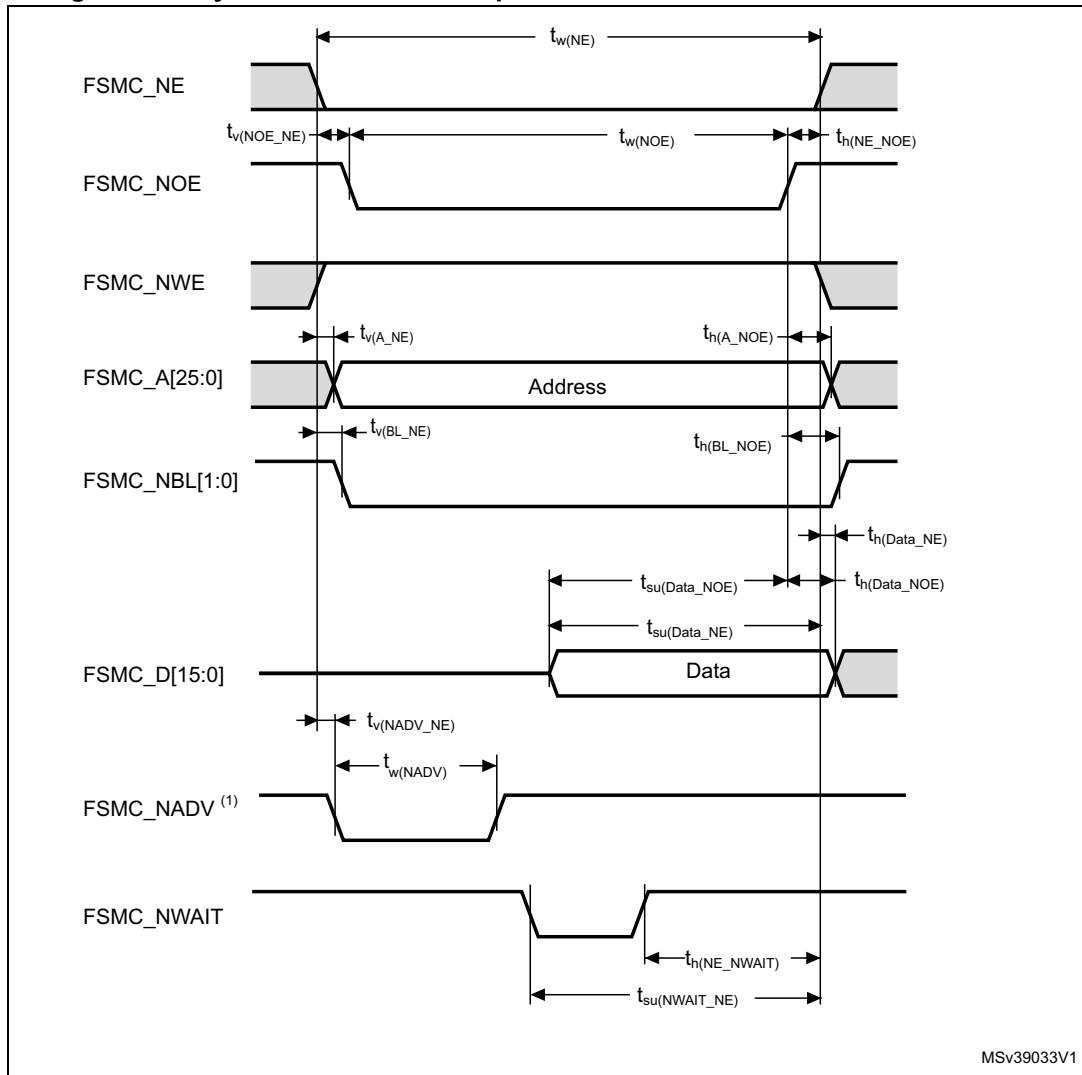 tw(NE)
FSMC_NE
tv(NOE_NE)
tw(NOE)
th(NE_NOE)
FSMC_NOE
FSMC_NWE
tv(A_NE)
th(A_NOE)
FSMC_A[25:0]
Address
tv(BL_NE)
th(BL_NOE)
FSMC_NBL[1:0]
th(Data_NE)
tsu(Data_NOE)
th(Data_NOE)
tsu(Data_NE)
FSMC_D[15:0]
Data
tv(NADV_NE)
tw(NADV)
FSMC_NADV (1)
FSMC_NWAIT
th(NE_NWAIT)
tsu(NWAIT_NE)
MSv39033V1